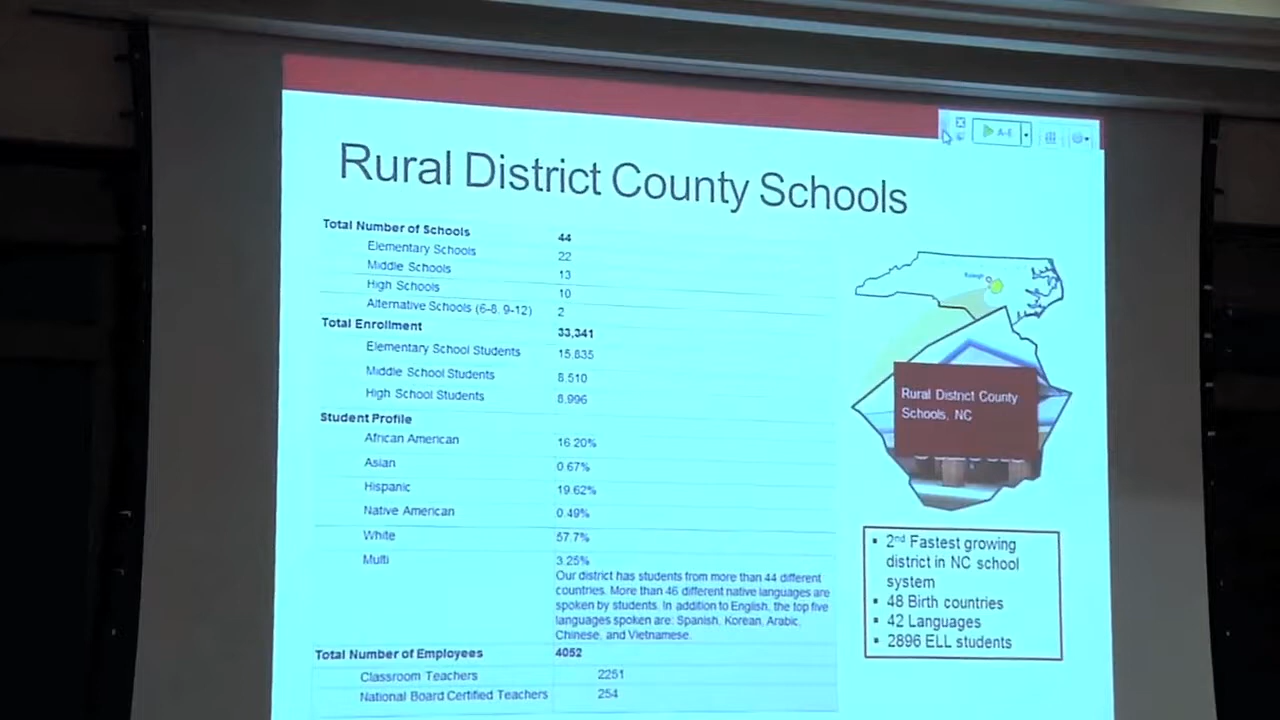 A-E
Rural District County Schools
Total Number of Schools 44
Elementary Schools 22
Middle Schools 13
High Schools 10
Alternative Schools (6-8, 9-12) 2
Total Enrollment 33,341
Elementary School Students 15,835
Middle School Students 8,510
High School Students 8,996
Student Profile
African American 16.20%
Asian 0.67%
Hispanic 19.62%
Native American 0.49%
White 57.7%
Multi 3.25%
Our district has students from more than 44 different
countries. More than 46 different native languages are
spoken by students. In addition to English, the top five
languages spoken are: Spanish, Korean, Arabic,
Chinese, and Vietnamese.
Total Number of Employees 4052
Classroom Teachers 2251
National Board Certified Teachers 254
Raleigh
Rural District County
Schools, NC
▪ 2nd Fastest growing
district in NC school
system
▪ 48 Birth countries
▪ 42 Languages
▪ 2896 ELL students